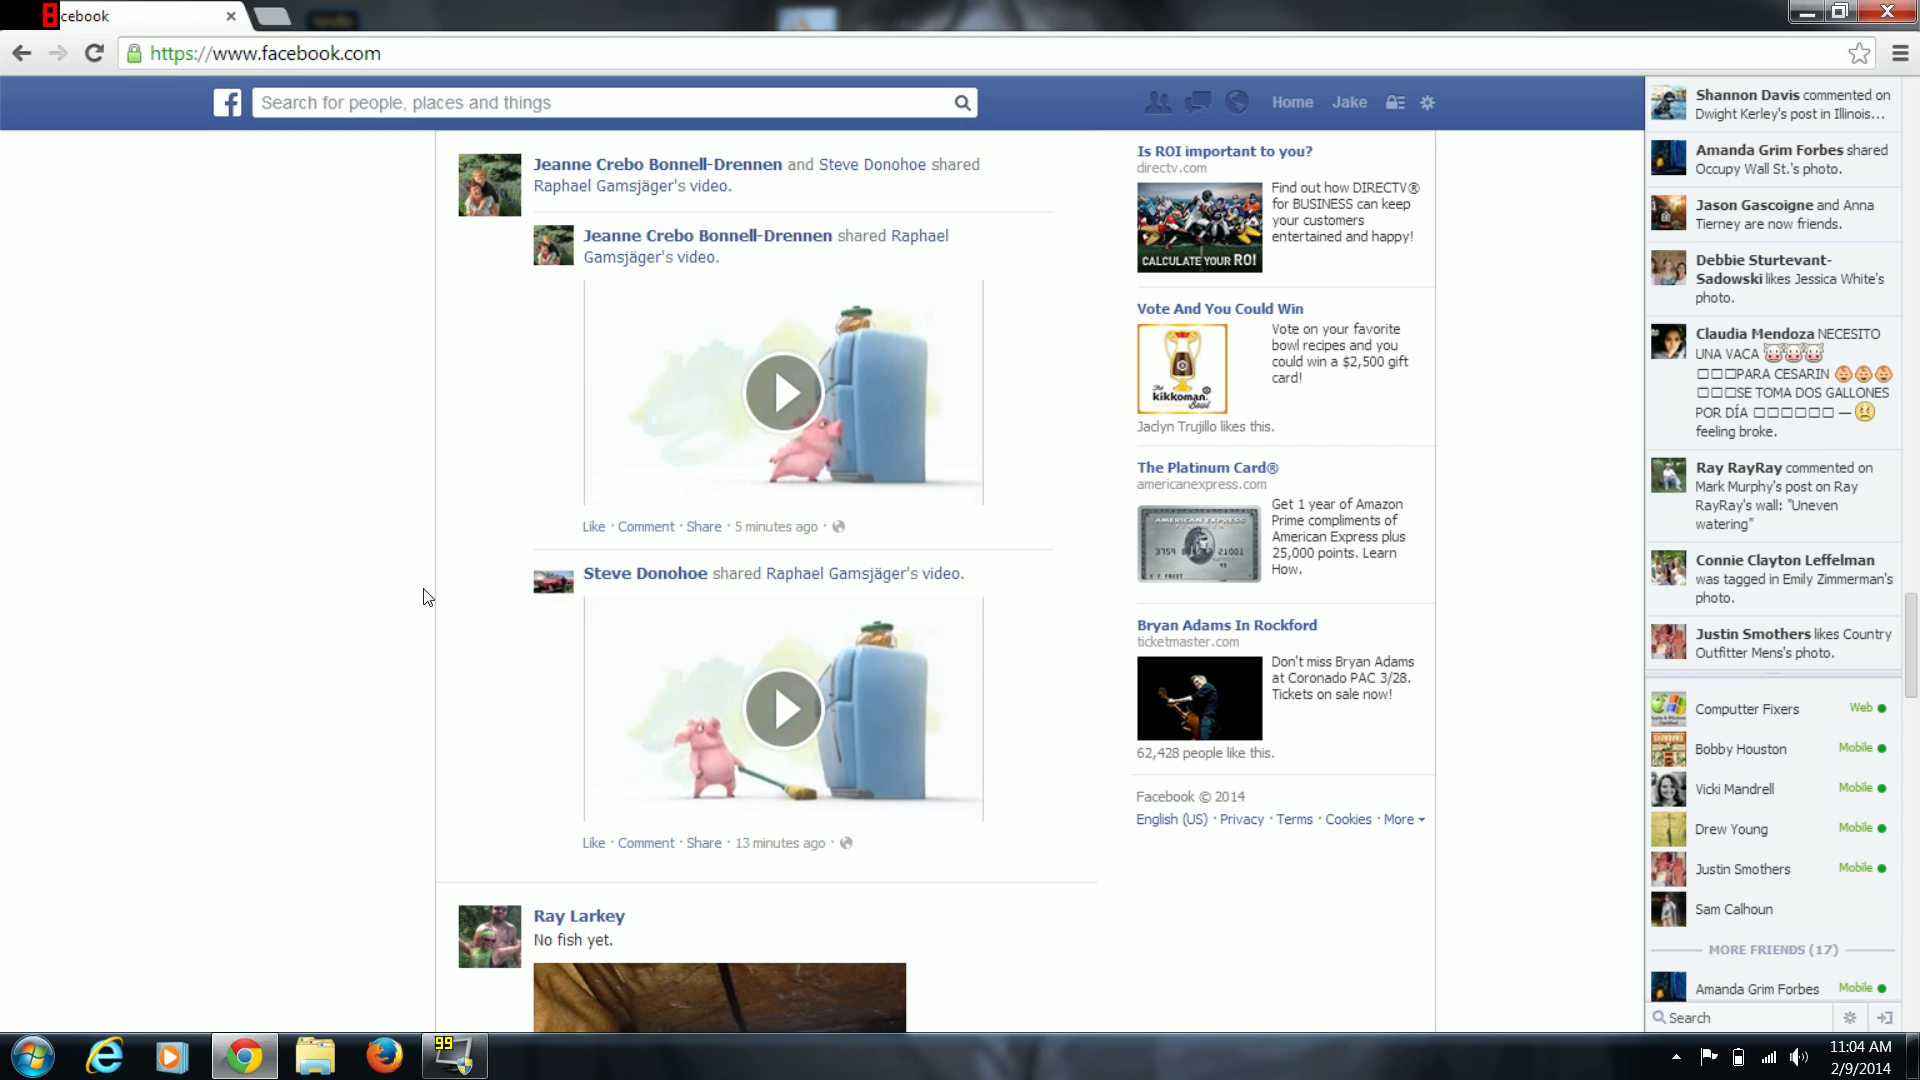 8
cebook
https://www.facebook.com
Search for people, places and things
Home
Jake
Jeanne Crebo Bonnell-Drennen and Steve Donohoe shared
Raphael Gamsjäger's video.
Jeanne Crebo Bonnell-Drennen shared Raphael
Gamsjäger's video.
Like · Comment · Share · 5 minutes ago ·
Steve Donohoe shared Raphael Gamsjäger's video.
Like · Comment · Share · 13 minutes ago ·
Ray Larkey
No fish yet.
Is ROI important to you?
directv.com
CALCULATE YOUR ROI!
Find out how DIRECTV®
for BUSINESS can keep
your customers
entertained and happy!
Vote And You Could Win
the
kikkoman
Bowl
Vote on your favorite
bowl recipes and you
could win a $2,500 gift
card!
Jaclyn Trujillo likes this.
The Platinum Card®
americanexpress.com
AMERICAN EXPRESS
21001
C F FROST
Get 1 year of Amazon
Prime compliments of
American Express plus
25,000 points. Learn
How.
Bryan Adams In Rockford
ticketmaster.com
Don't miss Bryan Adams
at Coronado PAC 3/28.
Tickets on sale now!
62,428 people like this.
Facebook © 2014
English (US) · Privacy · Terms · Cookies · More
Shannon Davis commented on
Dwight Kerley's post in Illinois...
Amanda Grim Forbes shared
Occupy Wall St.'s photo.
Jason Gascoigne and Anna
Tierney are now friends.
Debbie Sturtevant-
Sadowski likes Jessica White's
photo.
Claudia Mendoza NECESITO
UNA VACA
PARA CESARIN
SE TOMA DOS GALLONES
POR DÍA —
feeling broke.
Ray RayRay commented on
Mark Murphy's post on Ray
RayRay's wall: "Uneven
watering"
Connie Clayton Leffelman
was tagged in Emily Zimmerman's
photo.
Justin Smothers likes Country
Outfitter Mens's photo.
Computter Fixers Web
Bobby Houston Mobile
Vicki Mandrell Mobile
Drew Young Mobile
Justin Smothers Mobile
Sam Calhoun
MORE FRIENDS (17)
Amanda Grim Forbes Mobile
Search
99
11:04 AM
2/9/2014